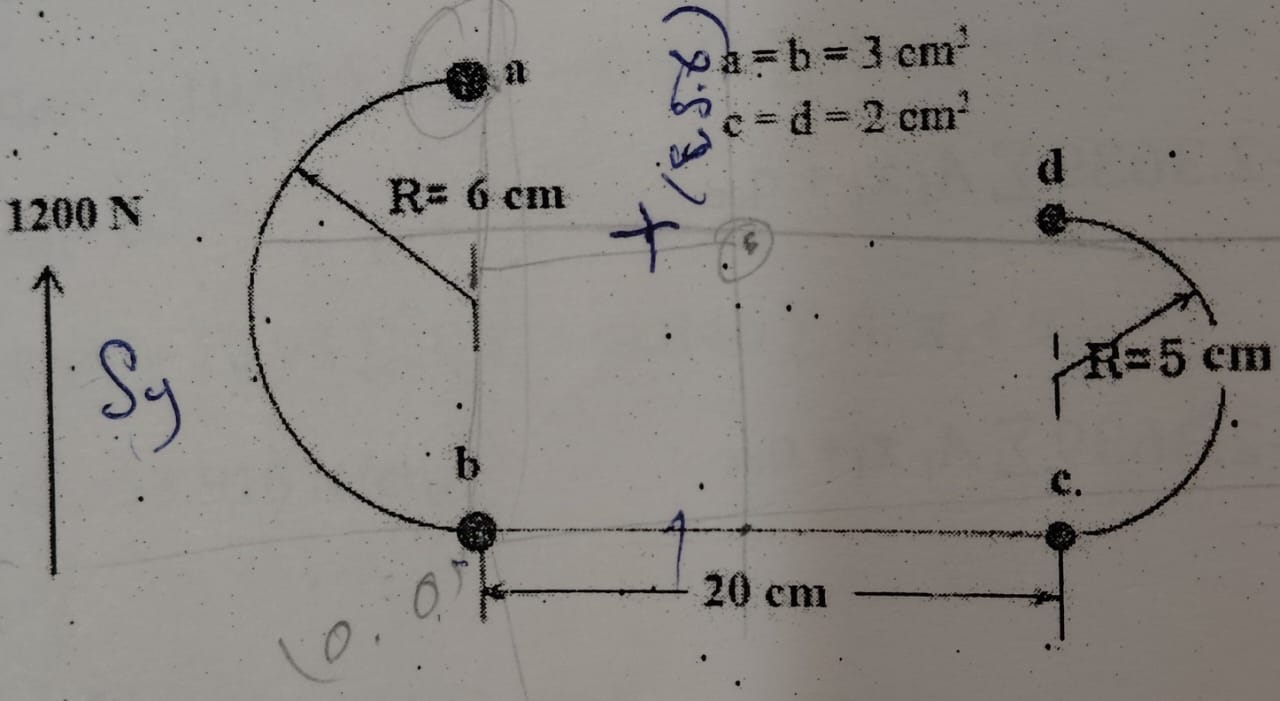 a
a = b = 3 cm²
c = d = 2 cm²
d
1200 N
R= 6 cm
Sy
R=5 cm
b
c.
20 cm